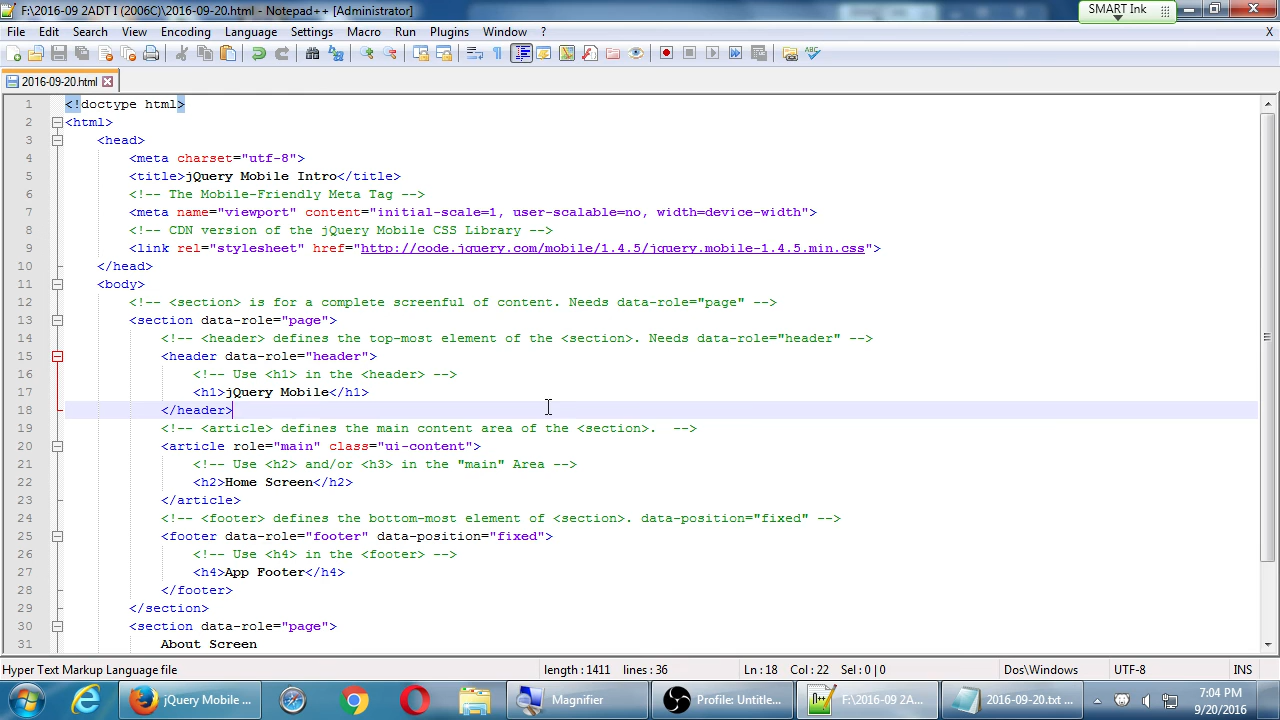 F:\2016-09 2ADT I (2006C)\2016-09-20.html - Notepad++ [Administrator]
SMART Ink
File Edit Search View Encoding Language Settings Macro Run Plugins Window ? X
2016-09-20.html
1 <!doctype html>
2 <html>
3 <head>
4 <meta charset="utf-8">
5 <title>jQuery Mobile Intro</title>
6 <!-- The Mobile-Friendly Meta Tag -->
7 <meta name="viewport" content="initial-scale=1, user-scalable=no, width=device-width">
8 <!-- CDN version of the jQuery Mobile CSS Library -->
9 <link rel="stylesheet" href="http://code.jquery.com/mobile/1.4.5/jquery.mobile-1.4.5.min.css">
10 </head>
11 <body>
12 <!-- <section> is for a complete screenful of content. Needs data-role="page" -->
13 <section data-role="page">
14 <!-- <header> defines the top-most element of the <section>. Needs data-role="header" -->
15 <header data-role="header">
16 <!-- Use <h1> in the <header> -->
17 <h1>jQuery Mobile</h1>
18 </header>
19 <!-- <article> defines the main content area of the <section>.  -->
20 <article role="main" class="ui-content">
21 <!-- Use <h2> and/or <h3> in the "main" Area -->
22 <h2>Home Screen</h2>
23 </article>
24 <!-- <footer> defines the bottom-most element of <section>. data-position="fixed" -->
25 <footer data-role="footer" data-position="fixed">
26 <!-- Use <h4> in the <footer> -->
27 <h4>App Footer</h4>
28 </footer>
29 </section>
30 <section data-role="page">
31 About Screen
Hyper Text Markup Language file length : 1411 lines : 36 Ln : 18 Col : 22 Sel : 0 | 0 Dos\Windows UTF-8 INS
jQuery Mobile ... Magnifier Profile: Untitle... F:\2016-09 2A... 2016-09-20.txt ... 7:04 PM
9/20/2016